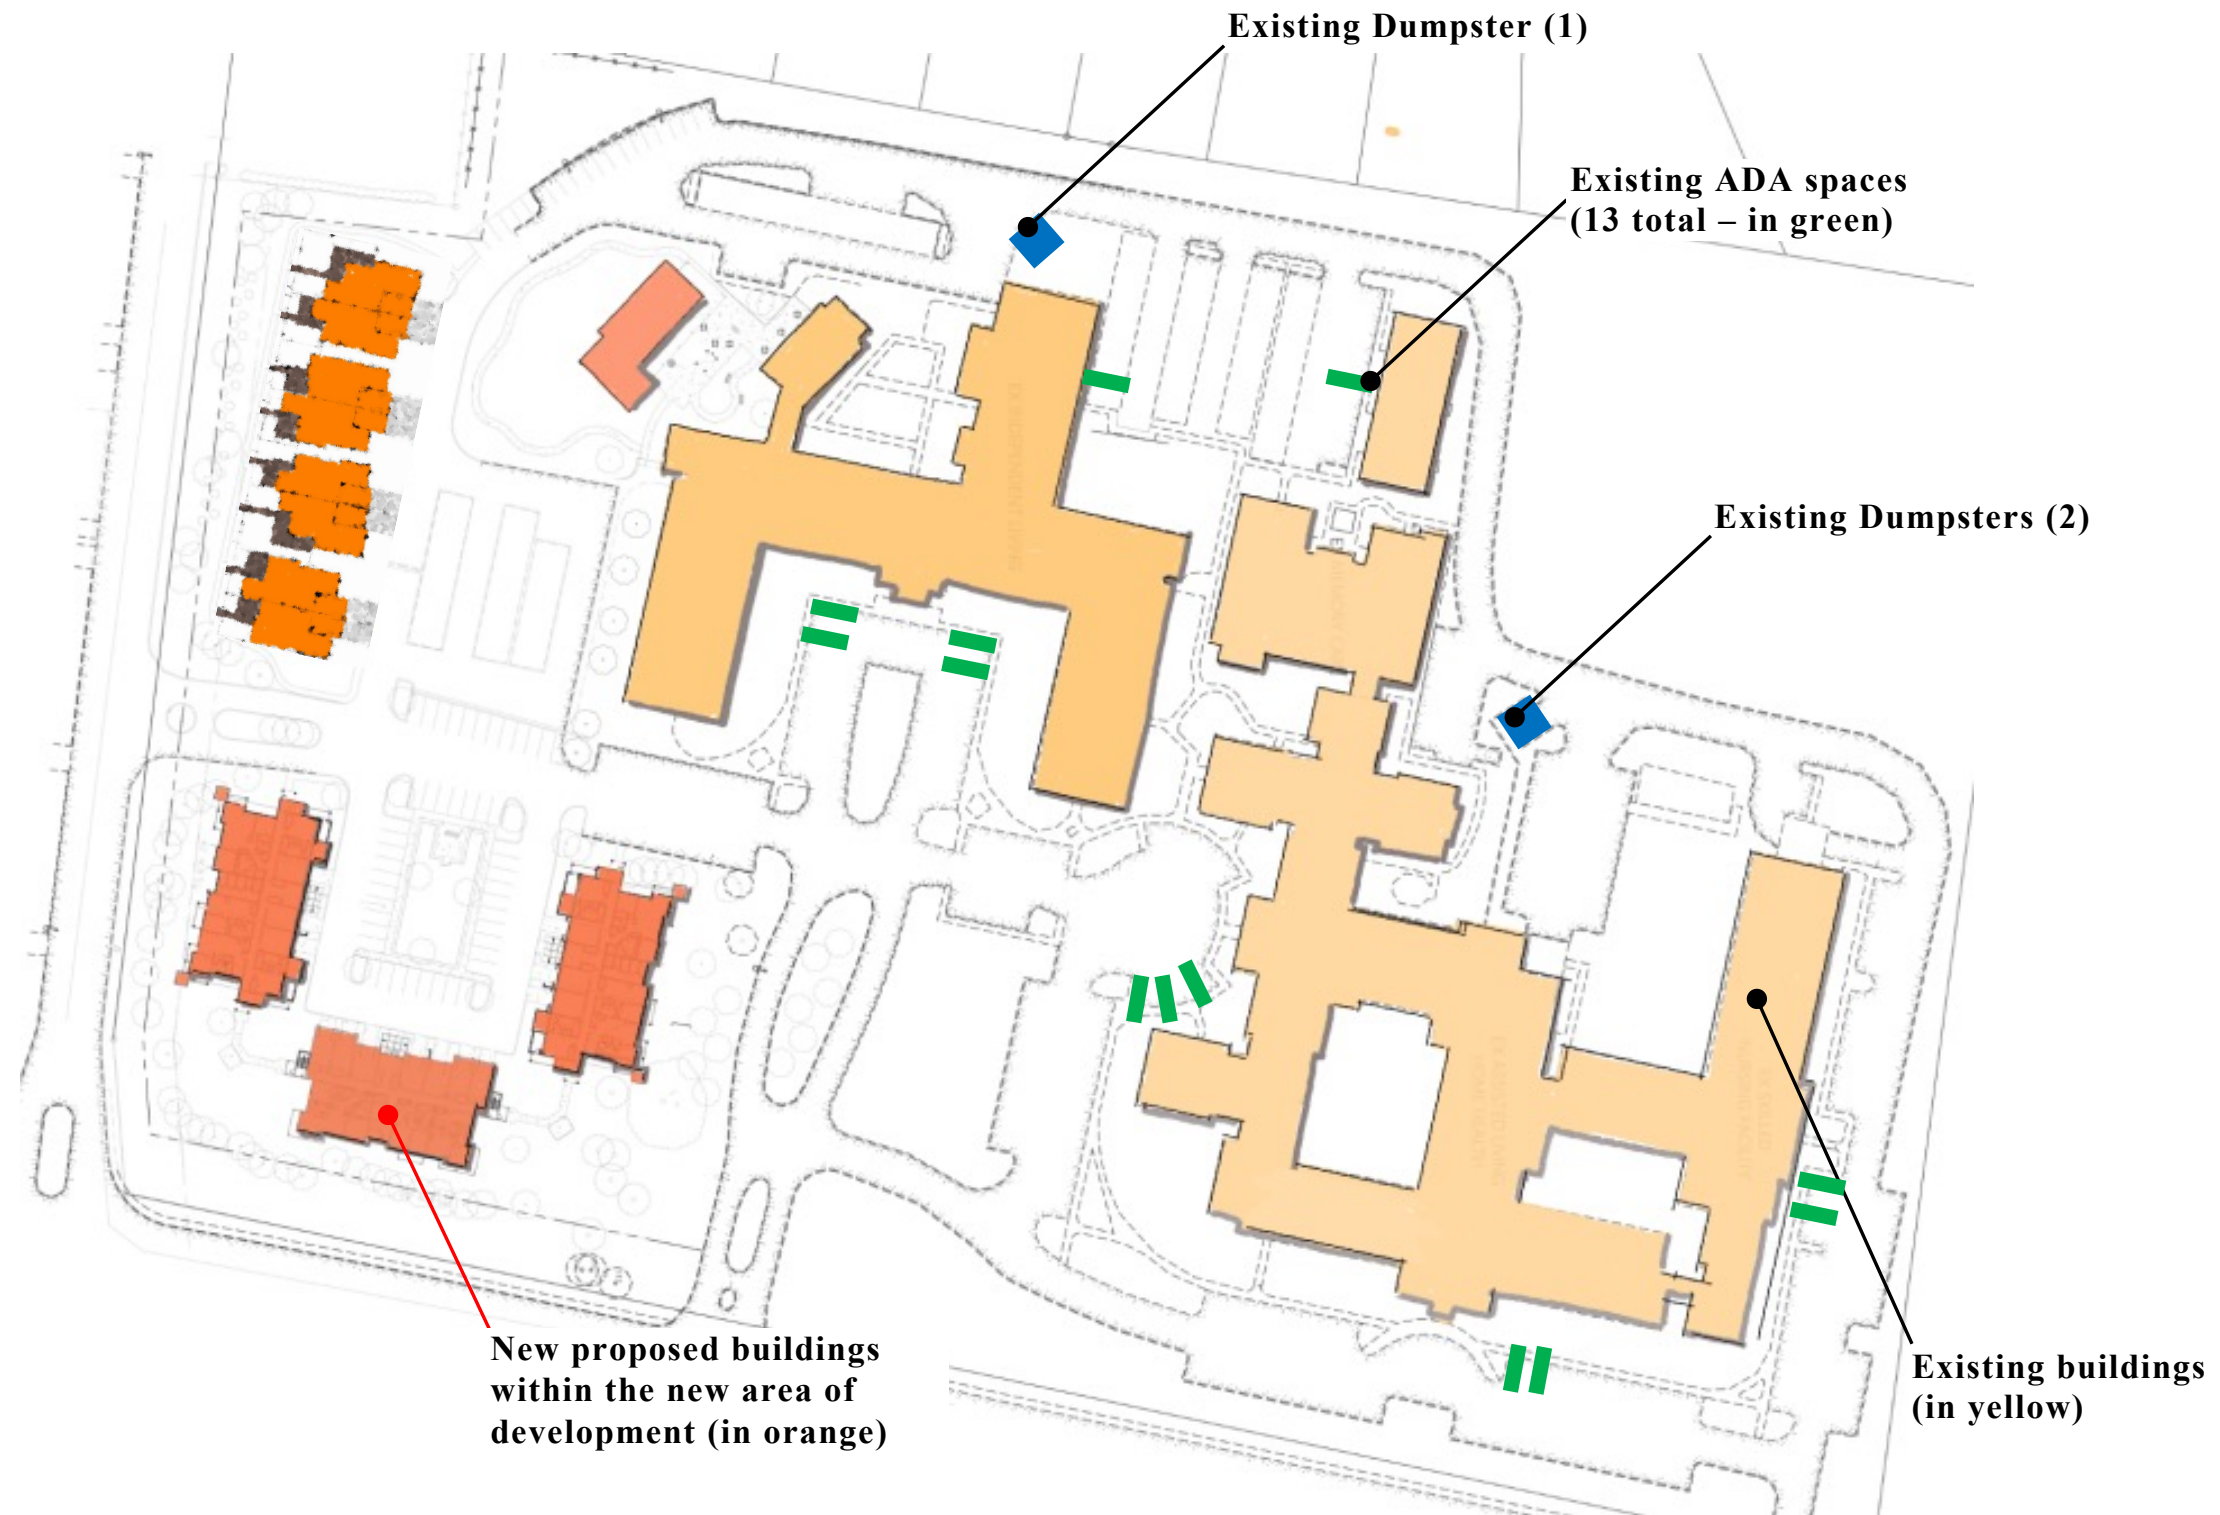 Existing Dumpster (1)
Existing ADA spaces
(13 total – in green)
Existing Dumpsters (2)
New proposed buildings
within the new area of
development (in orange)
Existing buildings
(in yellow)